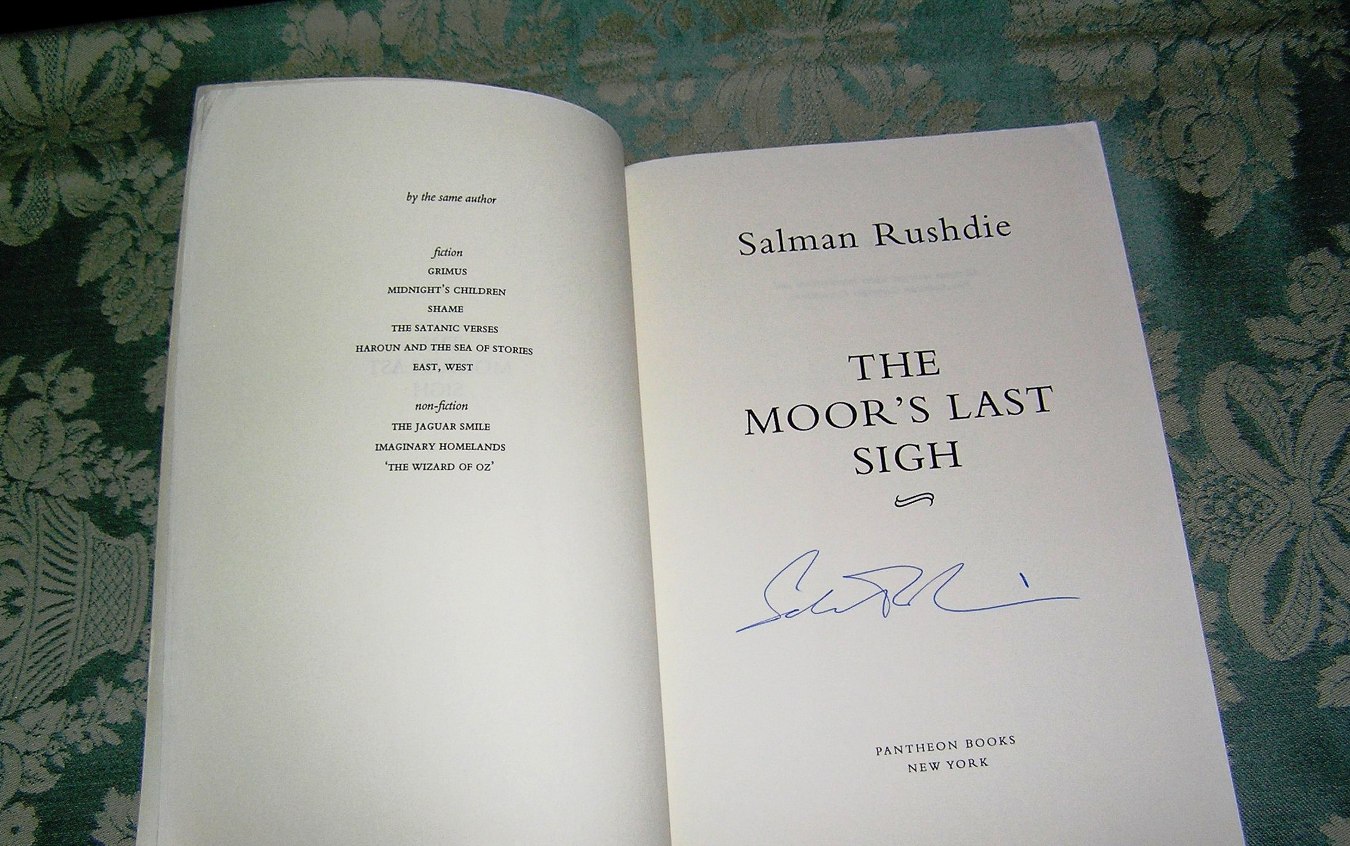 by the same author
fiction
GRIMUS
MIDNIGHT'S CHILDREN
SHAME
THE SATANIC VERSES
HAROUN AND THE SEA OF STORIES
EAST, WEST
non-fiction
THE JAGUAR SMILE
IMAGINARY HOMELANDS
'THE WIZARD OF OZ'
Salman Rushdie
THE
MOOR'S LAST
SIGH
PANTHEON BOOKS
NEW YORK